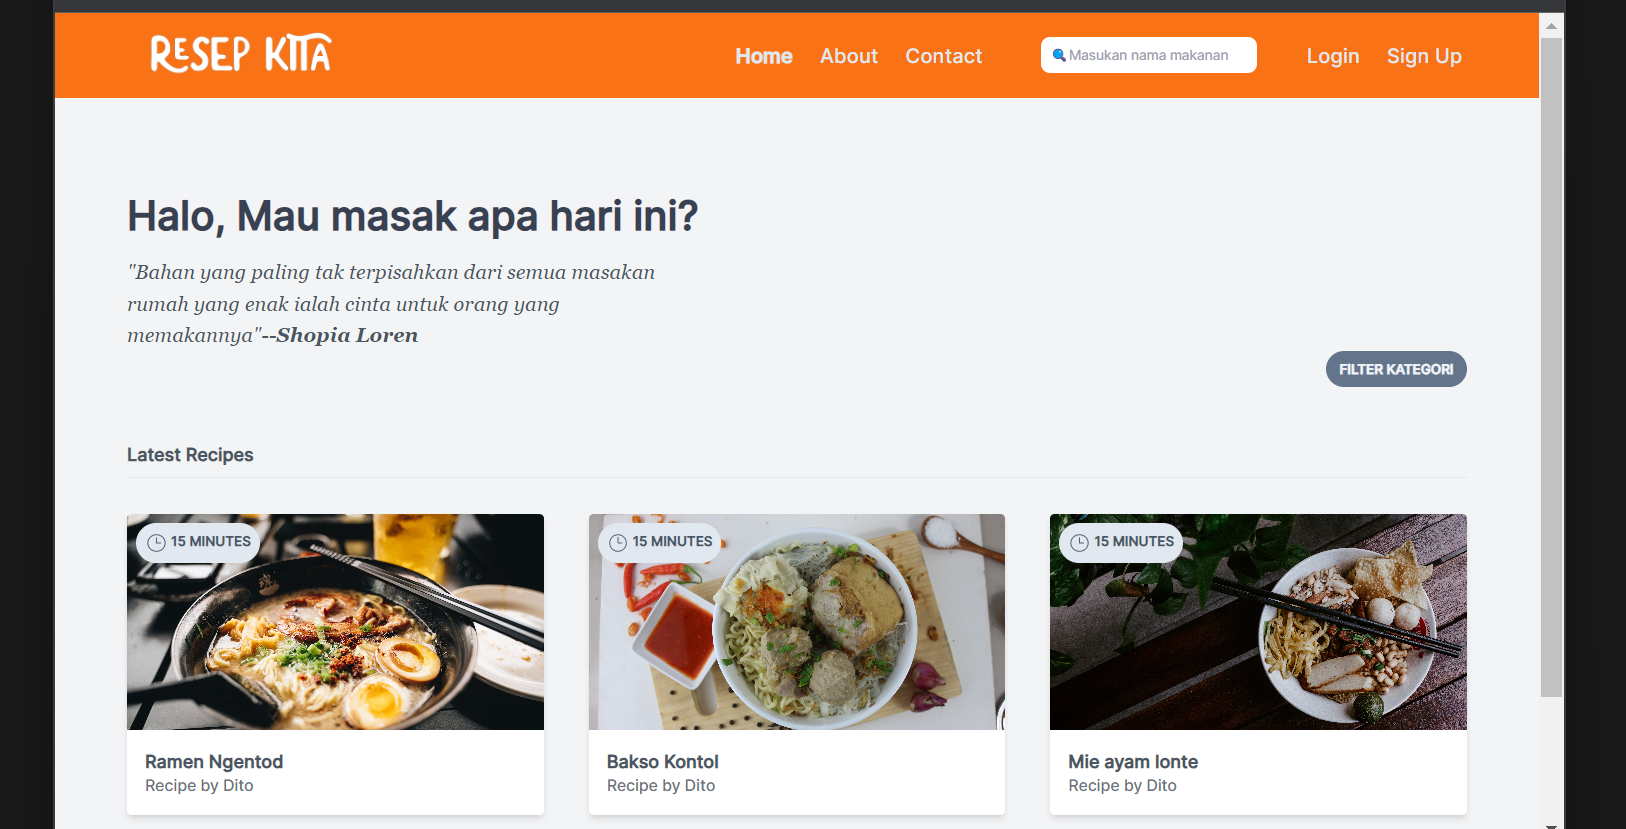 RESEP KITA
Home About Contact
Masukan nama makanan
Login Sign Up
Halo, Mau masak apa hari ini?
"Bahan yang paling tak terpisahkan dari semua masakan
rumah yang enak ialah cinta untuk orang yang
memakannya"--Shopia Loren
FILTER KATEGORI
Latest Recipes
15 MINUTES
15 MINUTES
15 MINUTES
Ramen Ngentod
Recipe by Dito
Bakso Kontol
Recipe by Dito
Mie ayam lonte
Recipe by Dito